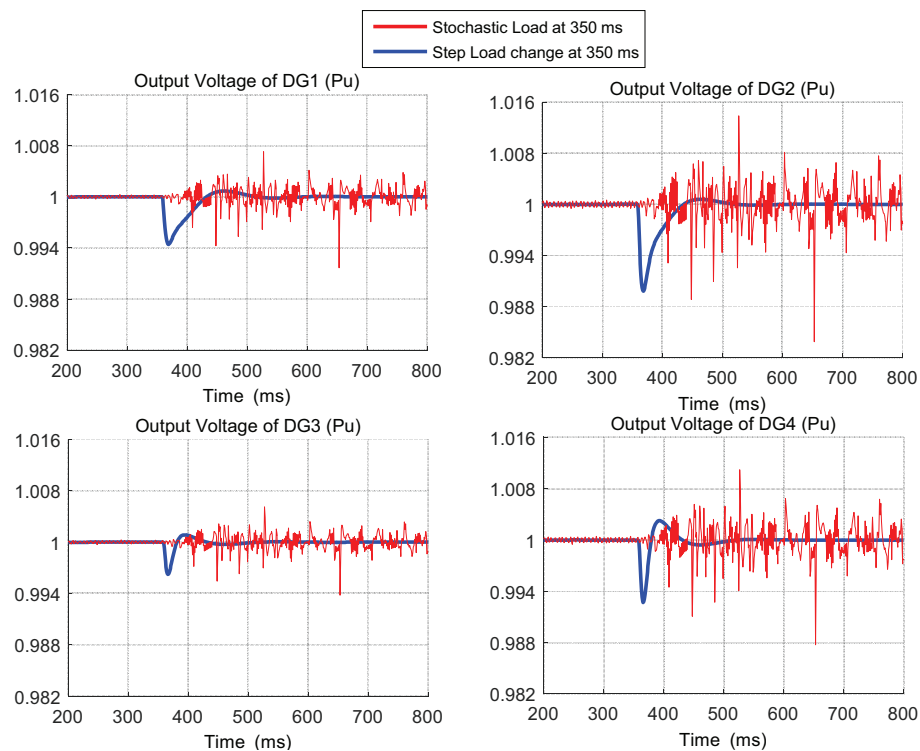 Stochastic Load at 350 ms
Step Load change at 350 ms
Output Voltage of DG1 (Pu)
1.016
1.008
1
0.994
0.988
0.982
200 300 400 500 600 700 800
Time (ms)
Output Voltage of DG2 (Pu)
1.016
1.008
1
0.994
0.988
0.982
200 300 400 500 600 700 800
Time (ms)
Output Voltage of DG3 (Pu)
1.016
1.008
1
0.994
0.988
0.982
200 300 400 500 600 700 800
Time (ms)
Output Voltage of DG4 (Pu)
1.016
1.008
1
0.994
0.988
0.982
200 300 400 500 600 700 800
Time (ms)